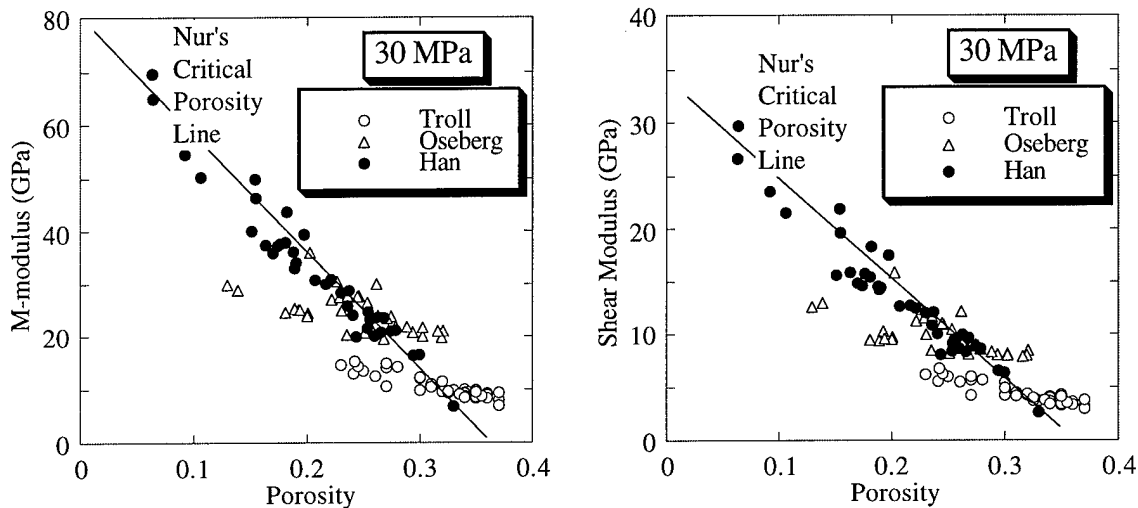 80
60
40
20
0
M-modulus (GPa)
Nur's
Critical
Porosity
Line
30 MPa
Troll
Oseberg
Han
0
0.1
0.2
0.3
0.4
Porosity
40
30
20
10
0
Shear Modulus (GPa)
Nur's
Critical
Porosity
Line
30 MPa
Troll
Oseberg
Han
0
0.1
0.2
0.3
0.4
Porosity